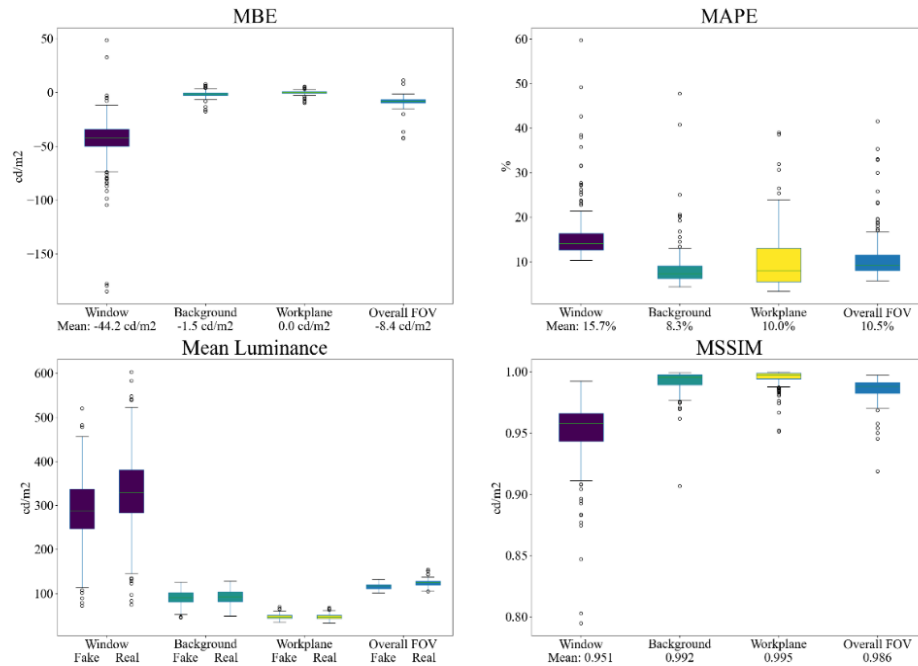 MBE
50
0
-50
-100
-150
cd/m2
Window Background Workplane Overall FOV
Mean: -44.2 cd/m2 -1.5 cd/m2 0.0 cd/m2 -8.4 cd/m2
MAPE
60
50
40
30
20
10
%
Window Background Workplane Overall FOV
Mean: 15.7% 8.3% 10.0% 10.5%
Mean Luminance
600
500
400
300
200
100
cd/m2
Window Background Workplane Overall FOV
Fake Real Fake Real Fake Real Fake Real
MSSIM
1.00
0.95
0.90
0.85
0.80
cd/m2
Window Background Workplane Overall FOV
Mean: 0.951 0.992 0.995 0.986